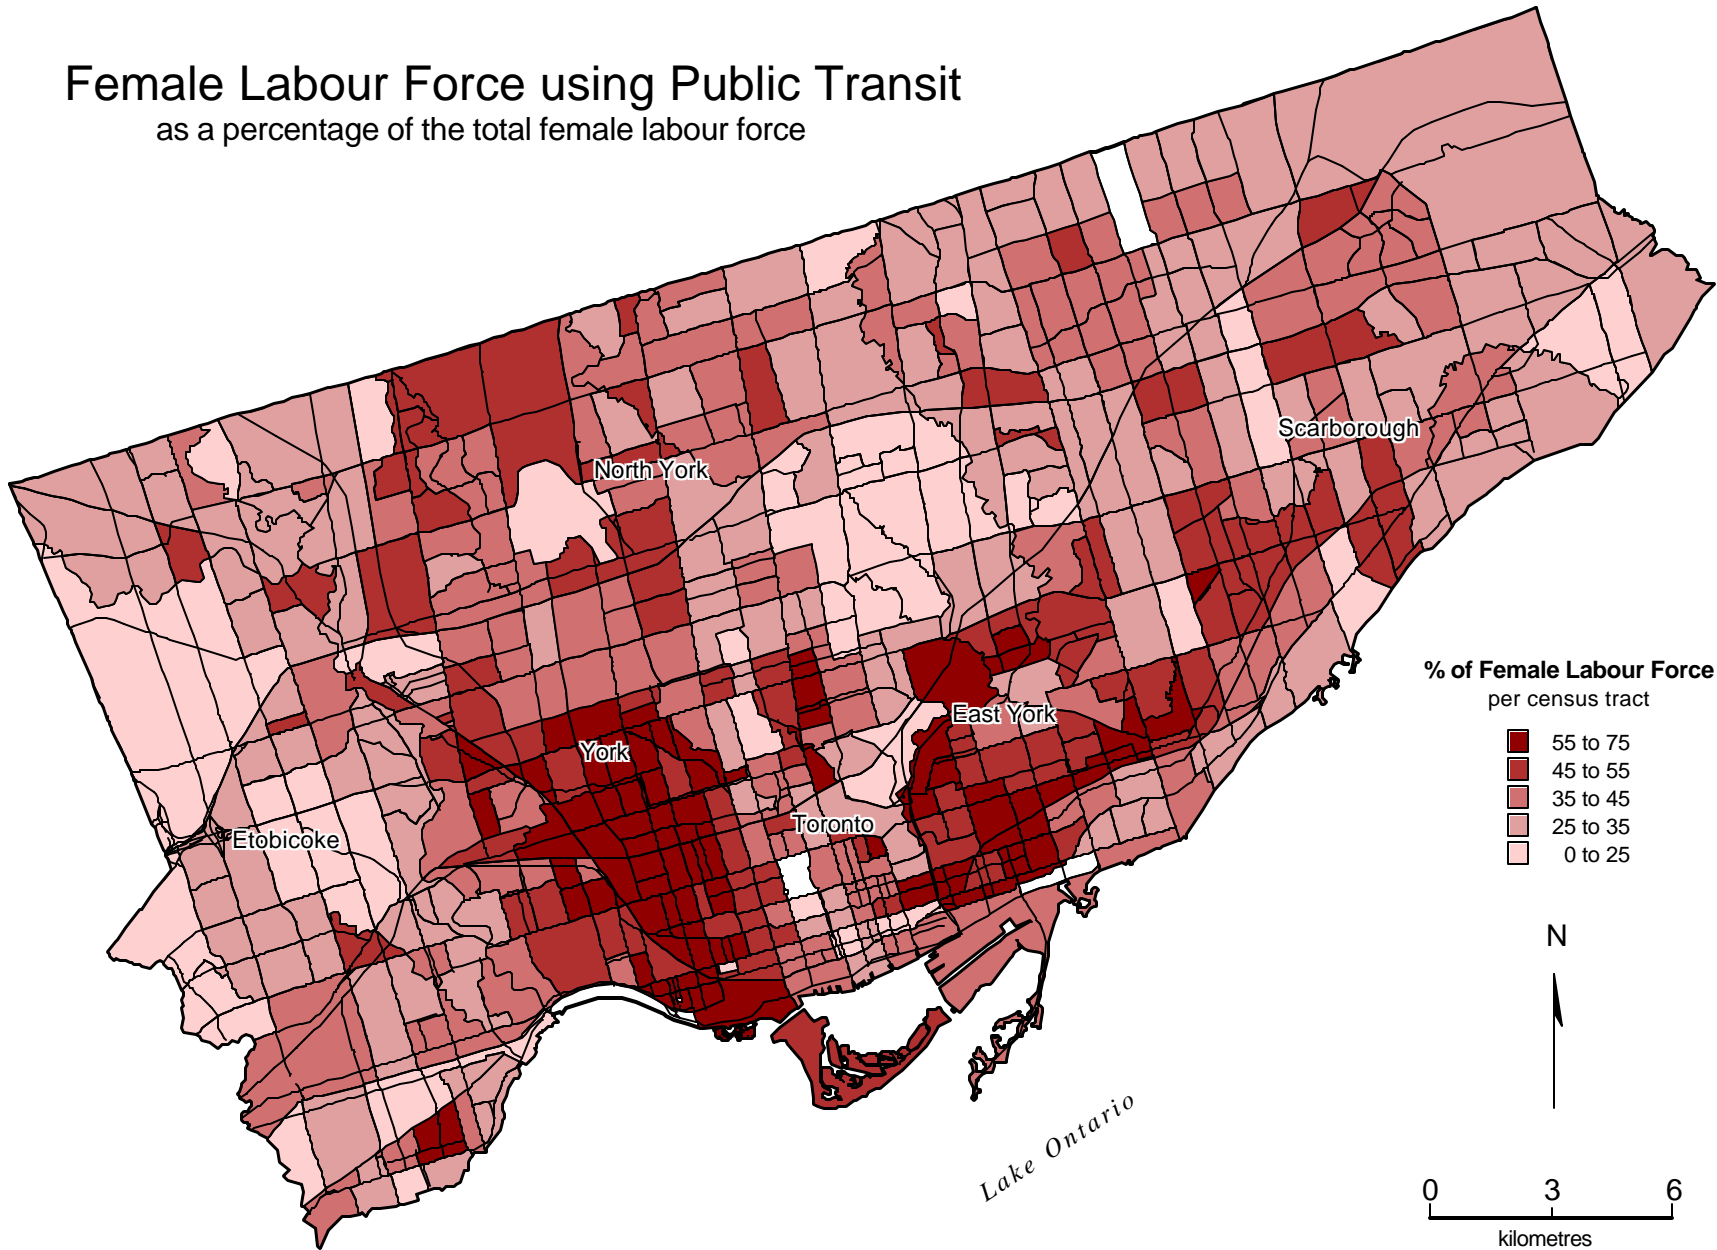 Female Labour Force using Public Transit
as a percentage of the total female labour force
Scarborough
North York
East York
York
Toronto
Etobicoke
% of Female Labour Force
per census tract
55 to 75
45 to 55
35 to 45
25 to 35
0 to 25
N
Lake Ontario
0 3 6
kilometres